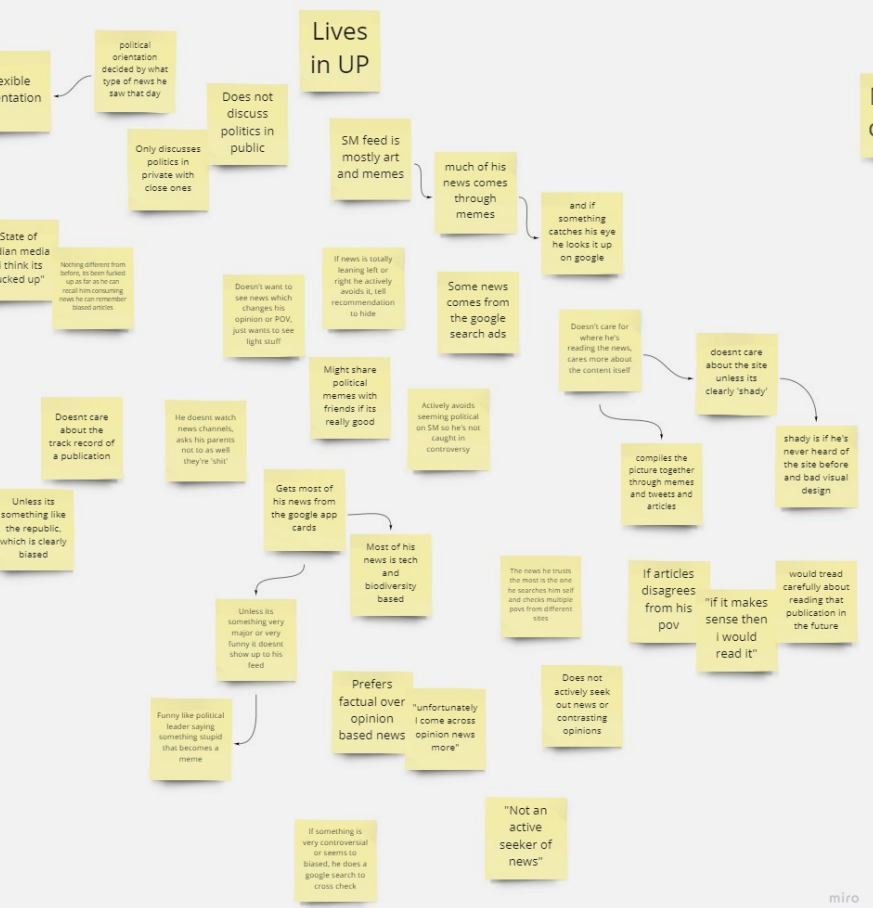 Lives
in UP
political
orientation
decided by what
type of news he
saw that day
Does not
discuss
politics in
public
Only discusses
politics in
private with
close ones
SM feed is
mostly art
and memes
much of his
news comes
through
memes
and if
something
catches his eye
he looks it up
on google
State of
think its
Nothing different from
before, its been fucked
up as far as he can
recall him consuming
news he can remember
biased articles
Doesn't want to
see news which
changes his
opinion or POV,
just wants to see
light stuff
If news is totally
leaning left or
right he actively
avoids it, tell
recommendation
to hide
Some news
comes from
the google
search ads
Doesn't care for
where he's
reading the news,
cares more about
the content itself
doesnt care
about the site
unless its
clearly 'shady'
shady is if he's
never heard of
the site before
and bad visual
design
compiles the
picture together
through memes
and tweets and
articles
Might share
political
memes with
friends if its
really good
Actively avoids
seeming political
on SM so he's not
caught in
controversy
Doesnt care
about the
track record of
a publication
He doesnt watch
news channels,
asks his parents
not to as well
they're 'shit'
Unless its
something like
the republic,
which is clearly
biased
Gets most of
his news from
the google app
cards
Most of his
news is tech
and
biodiversity
based
Unless its
something very
major or very
funny it doesnt
show up to his
feed
Funny like political
leader saying
something stupid
that becomes a
meme
The news he trusts
the most is the one
he searches him self
and checks multiple
povs from different
sites
If articles
disagrees
from his
pov
"if it makes
sense then
i would
read it"
would tread
carefully about
reading that
publication in
the future
Prefers
factual over
opinion
based news
"unfortunately
I come across
opinion news
more"
Does not
actively seek
out news or
contrasting
opinions
"Not an
active
seeker of
news"
If something is
very controversial
or seems to
biased, he does a
google search to
cross check
miro